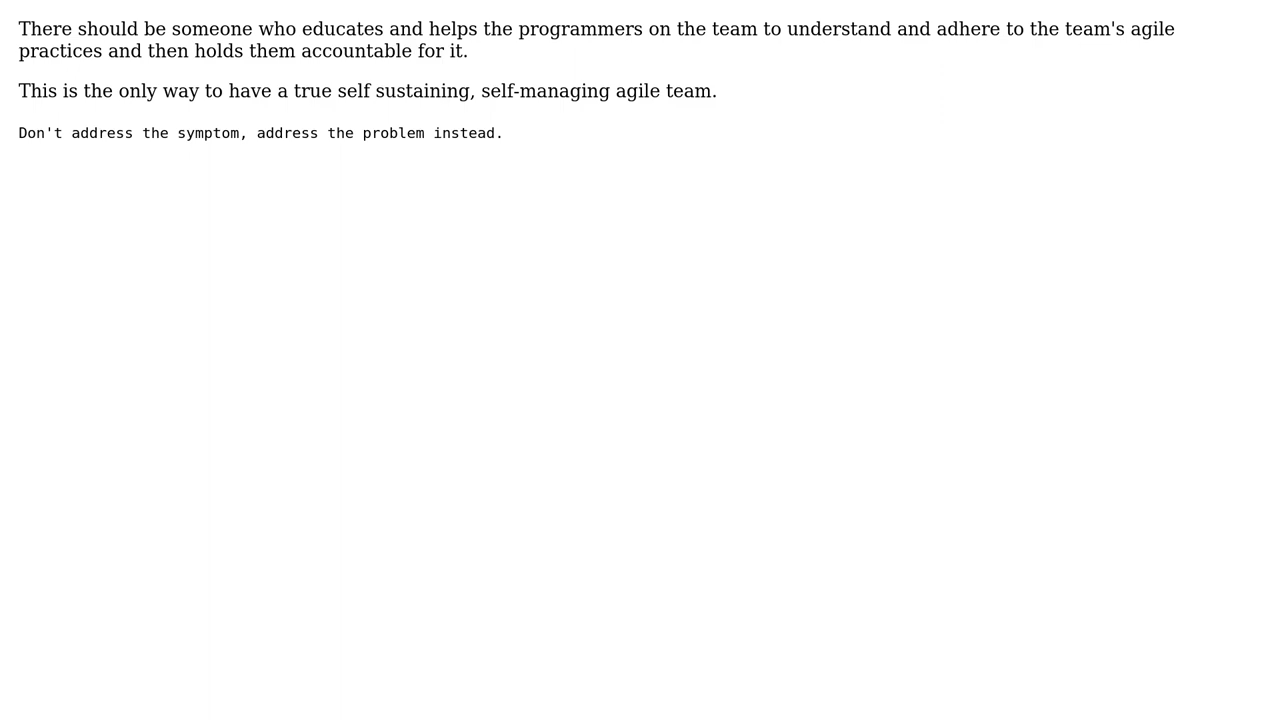 There should be someone who educates and helps the programmers on the team to understand and adhere to the team's agile
practices and then holds them accountable for it.
This is the only way to have a true self sustaining, self-managing agile team.
Don't address the symptom, address the problem instead.